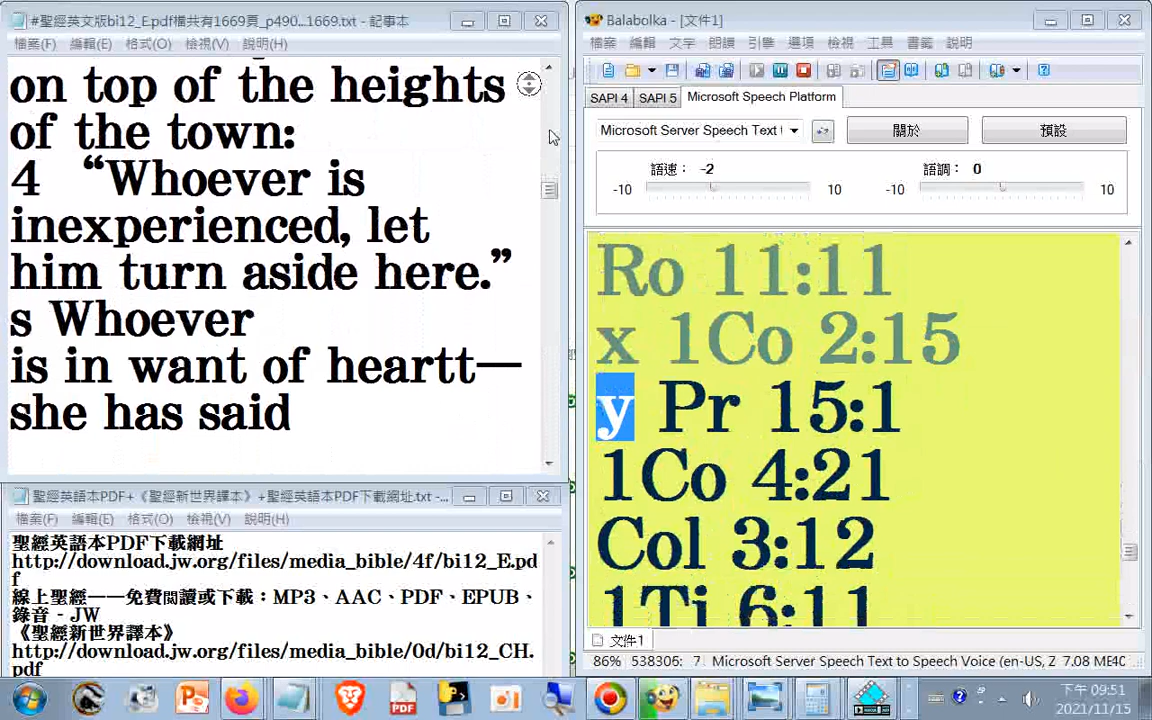 #聖經英文版bi12_E.pdf檔共有1669頁_p490...1669.txt - 記事本
檔案(F) 編輯(E) 格式(O) 檢視(V) 說明(H)
on top of the heights
of the town:
4 “Whoever is
inexperienced, let
him turn aside here.”
s Whoever
is in want of heartt—
she has said
聖經英語本PDF+《聖經新世界譯本》+聖經英語本PDF下載網址.txt - ...
檔案(F) 編輯(E) 格式(O) 檢視(V) 說明(H)
聖經英語本PDF下載網址
http://download.jw.org/files/media_bible/4f/bi12_E.pd
f
線上聖經——免費閱讀或下載：MP3、AAC、PDF、EPUB、
錄音 - JW
《聖經新世界譯本》
http://download.jw.org/files/media_bible/0d/bi12_CH.
pdf
Balabolka - [文件1]
檔案 編輯 文字 朗讀 引擎 選項 檢視 工具 書籤 說明
SAPI 4 SAPI 5 Microsoft Speech Platform
Microsoft Server Speech Text 關於 預設
語速： -2 語調： 0
-10 10 -10 10
Ro 11:11
x 1Co 2:15
y Pr 15:1
1Co 4:21
Col 3:12
1Ti 6:11
文件1
86% 538306: 7 Microsoft Server Speech Text to Speech Voice (en-US, Z 7.08 ME40
下午 09:51
2021/11/15